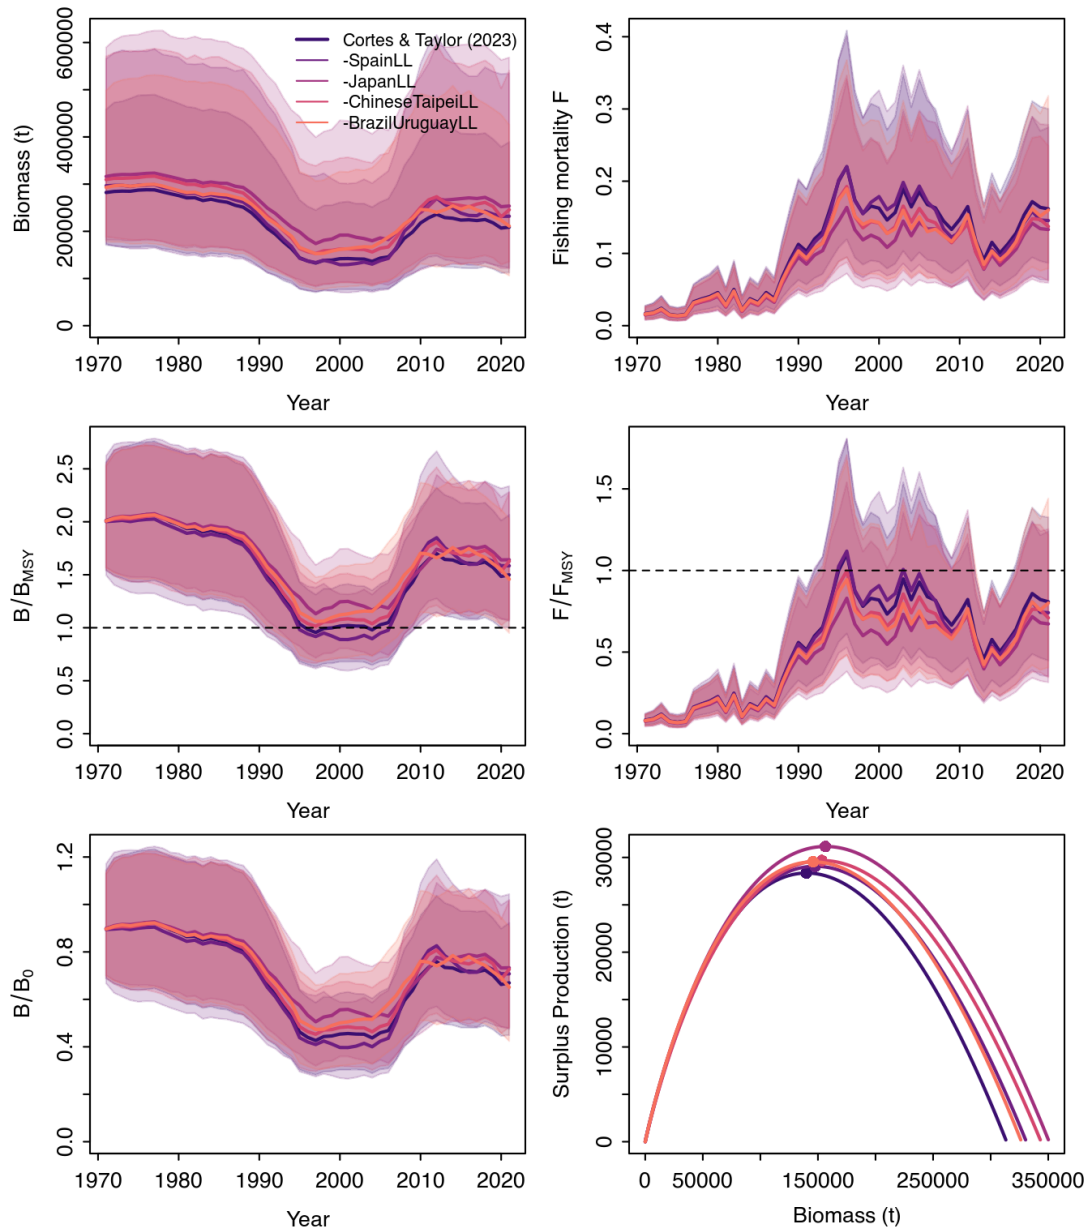 Biomass (t)
0
200000
400000
600000
Cortes & Taylor (2023)
-SpainLL
-JapanLL
-ChineseTaipeiLL
-BrazilUruguayLL
1970 1980 1990 2000 2010 2020
Year
Fishing mortality F
0.0
0.1
0.2
0.3
0.4
1970 1980 1990 2000 2010 2020
Year
B/BMSY
0.0
0.5
1.0
1.5
2.0
2.5
1970 1980 1990 2000 2010 2020
Year
F/FMSY
0.0
0.5
1.0
1.5
1970 1980 1990 2000 2010 2020
Year
B/B0
0.0
0.4
0.8
1.2
1970 1980 1990 2000 2010 2020
Year
Surplus Production (t)
0
10000
20000
30000
0 50000 150000 250000 350000
Biomass (t)